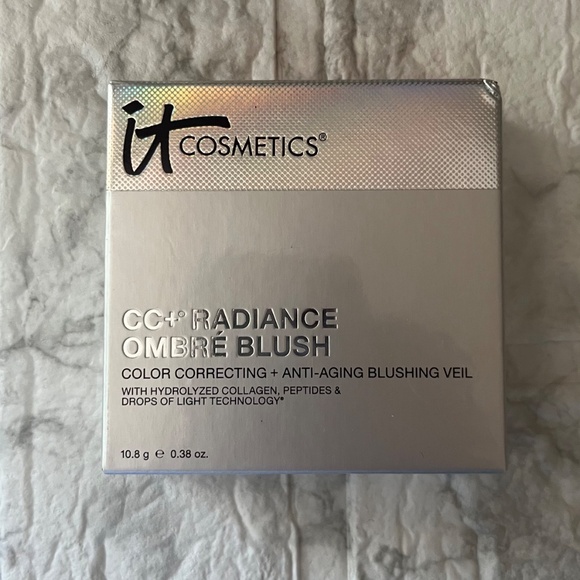 it COSMETICS®
CC+® RADIANCE
OMBRÉ BLUSH
COLOR CORRECTING + ANTI-AGING BLUSHING VEIL
WITH HYDROLYZED COLLAGEN, PEPTIDES &
DROPS OF LIGHT TECHNOLOGY®
10.8 g ℮ 0.38 oz.